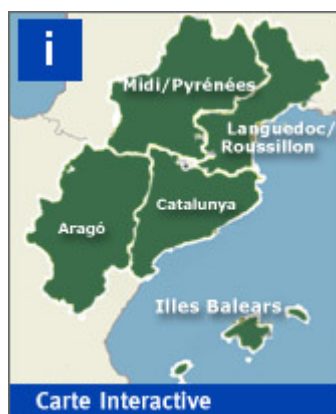 i
Midi/Pyrénées
Languedoc/
Roussillon
Aragó
Catalunya
Illes Balears
Carte Interactive